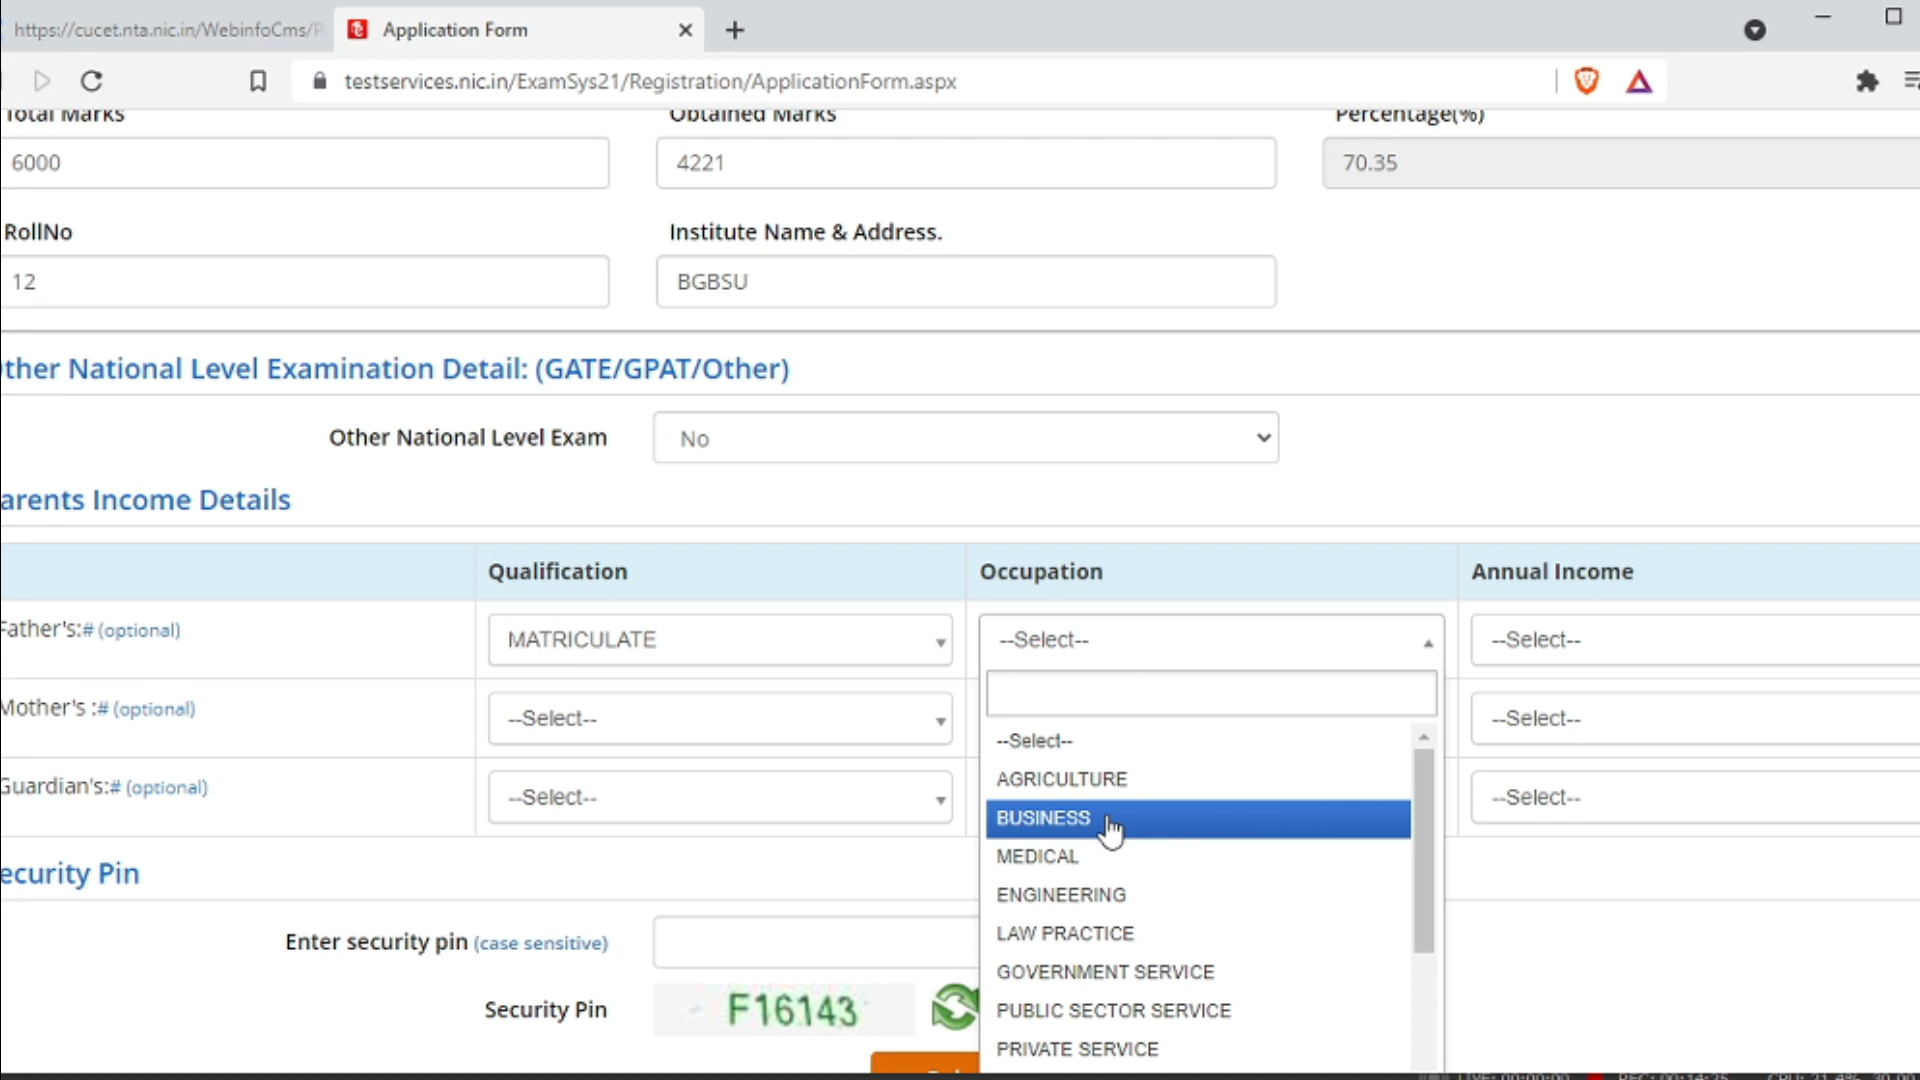 https://cucet.nta.nic.in/WebinfoCms/P
Application Form
testservices.nic.in/ExamSys21/Registration/ApplicationForm.aspx
Total Marks
Obtained Marks
Percentage(%)
6000
4221
70.35
RollNo
Institute Name & Address.
12
BGBSU
ther National Level Examination Detail: (GATE/GPAT/Other)
Other National Level Exam
No
arents Income Details
Qualification
Occupation
Annual Income
Father's:# (optional)
MATRICULATE
--Select--
--Select--
Mother's :# (optional)
--Select--
--Select--
--Select--
AGRICULTURE
Guardian's:# (optional)
--Select--
--Select--
BUSINESS
MEDICAL
ecurity Pin
ENGINEERING
LAW PRACTICE
Enter security pin (case sensitive)
GOVERNMENT SERVICE
Security Pin
F16143
PUBLIC SECTOR SERVICE
PRIVATE SERVICE